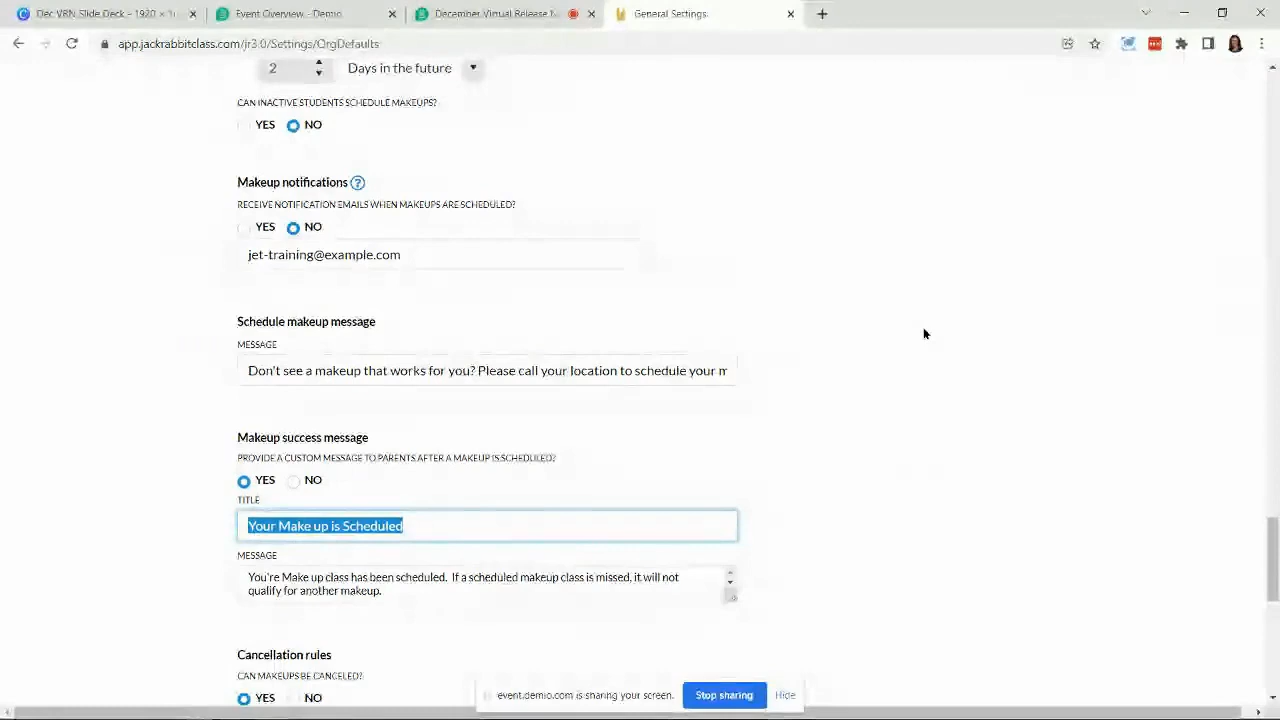 Dec VRN Slide Deck - 1920 × 10
Event Overview - Demio
December Virtual Release N
General Settings
app.jackrabbitclass.com/jr3.0/Settings/OrgDefaults
2 Days in the future
CAN INACTIVE STUDENTS SCHEDULE MAKEUPS?
YES NO
Makeup notifications ?
RECEIVE NOTIFICATION EMAILS WHEN MAKEUPS ARE SCHEDULED?
YES NO
jet-training@example.com
Schedule makeup message
MESSAGE
Don't see a makeup that works for you? Please call your location to schedule your m
Makeup success message
PROVIDE A CUSTOM MESSAGE TO PARENTS AFTER A MAKEUP IS SCHEDULED?
YES NO
TITLE
Your Make up is Scheduled
MESSAGE
You're Make up class has been scheduled. If a scheduled makeup class is missed, it will not
qualify for another makeup.
Cancellation rules
CAN MAKEUPS BE CANCELED?
YES NO
event.demio.com is sharing your screen. Stop sharing Hide